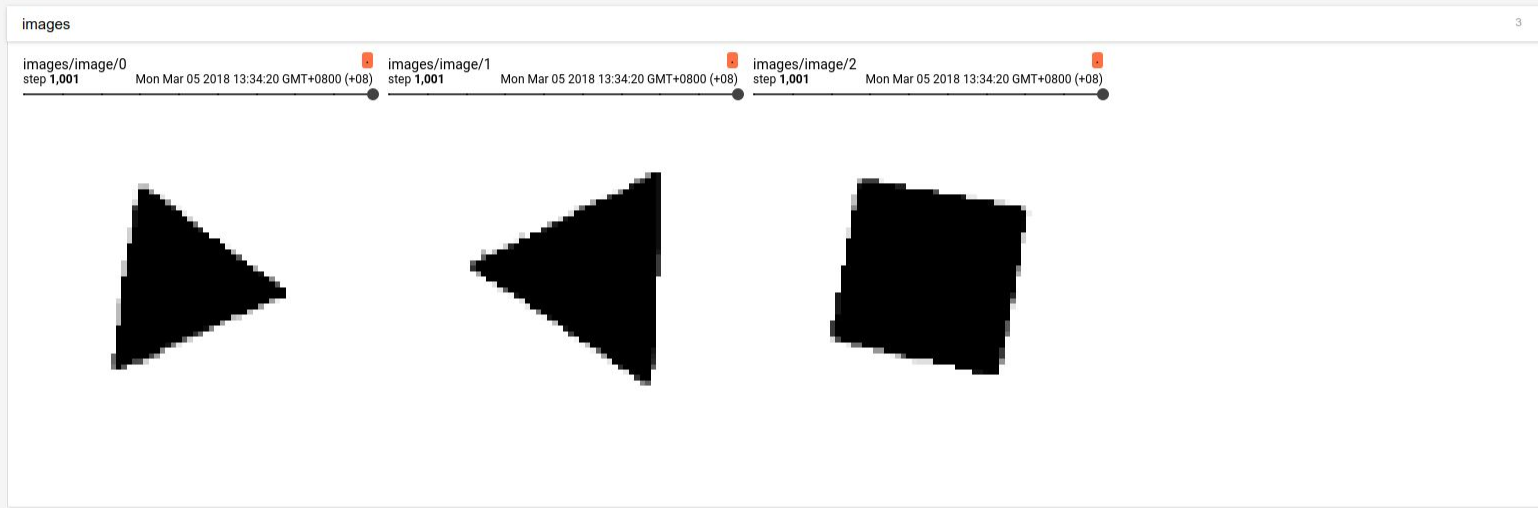 images
3
images/image/0
.
step 1,001 Mon Mar 05 2018 13:34:20 GMT+0800 (+08)
images/image/1
.
step 1,001 Mon Mar 05 2018 13:34:20 GMT+0800 (+08)
images/image/2
.
step 1,001 Mon Mar 05 2018 13:34:20 GMT+0800 (+08)